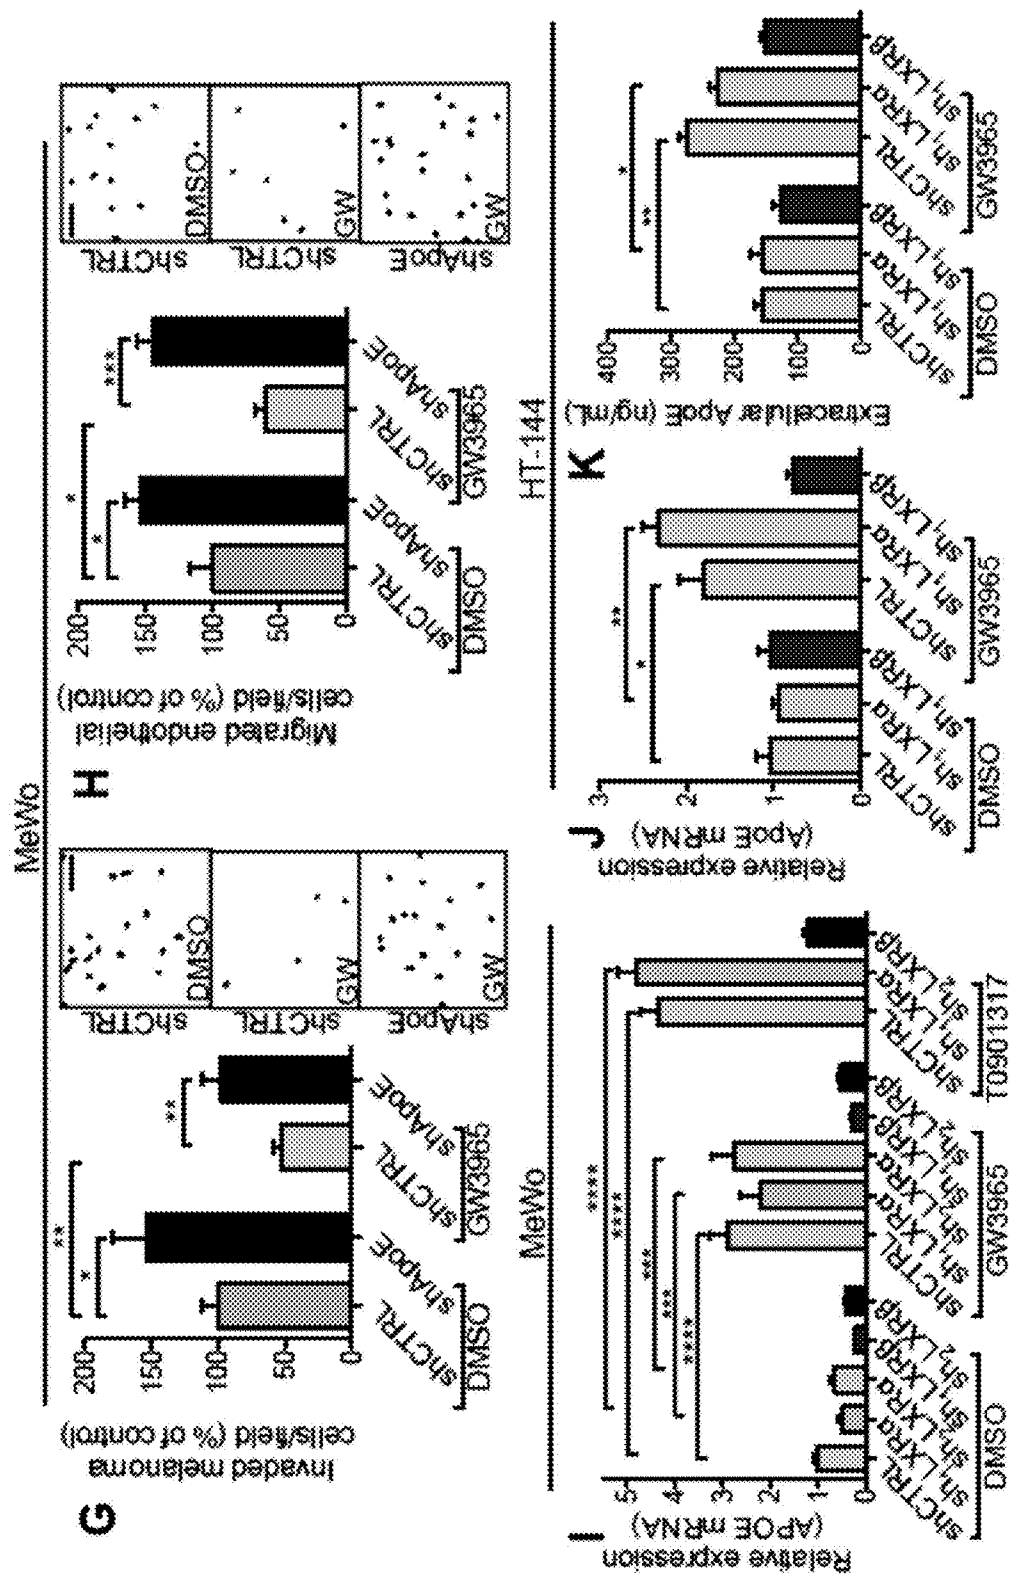 MeWo
G
Invaded melanoma
cells/field (% of control)
200
150
100
50
0
**
*
**
shCTRL
shApoE
shCTRL
shApoE
DMSO
GW3965
shCTRL
DMSO
shCTRL
GW
shApoE
GW
H
Migrated endothelial
cells/field (% of control)
200
150
100
50
0
*
*
***
shCTRL
shApoE
shCTRL
shApoE
DMSO
GW3965
shCTRL
DMSO
shCTRL
GW
shApoE
GW
MeWo
I
Relative expression
(APOE mRNA)
5
4
3
2
1
0
****
****
***
***
****
shCTRL
sh1LXRα
sh2LXRα
sh1LXRβ
sh2LXRβ
shCTRL
sh1LXRα
sh2LXRα
sh1LXRβ
sh2LXRβ
shCTRL
sh1LXRα
sh2LXRβ
DMSO
GW3965
T0901317
HT-144
J
Relative expression
(ApoE mRNA)
3
2
1
0
**
*
shCTRL
sh1LXRα
sh1LXRβ
shCTRL
sh1LXRα
sh1LXRβ
DMSO
GW3965
K
Extracellular ApoE (ng/mL)
400
300
200
100
0
*
**
shCTRL
sh1LXRα
sh1LXRβ
shCTRL
sh1LXRα
sh1LXRβ
DMSO
GW3965